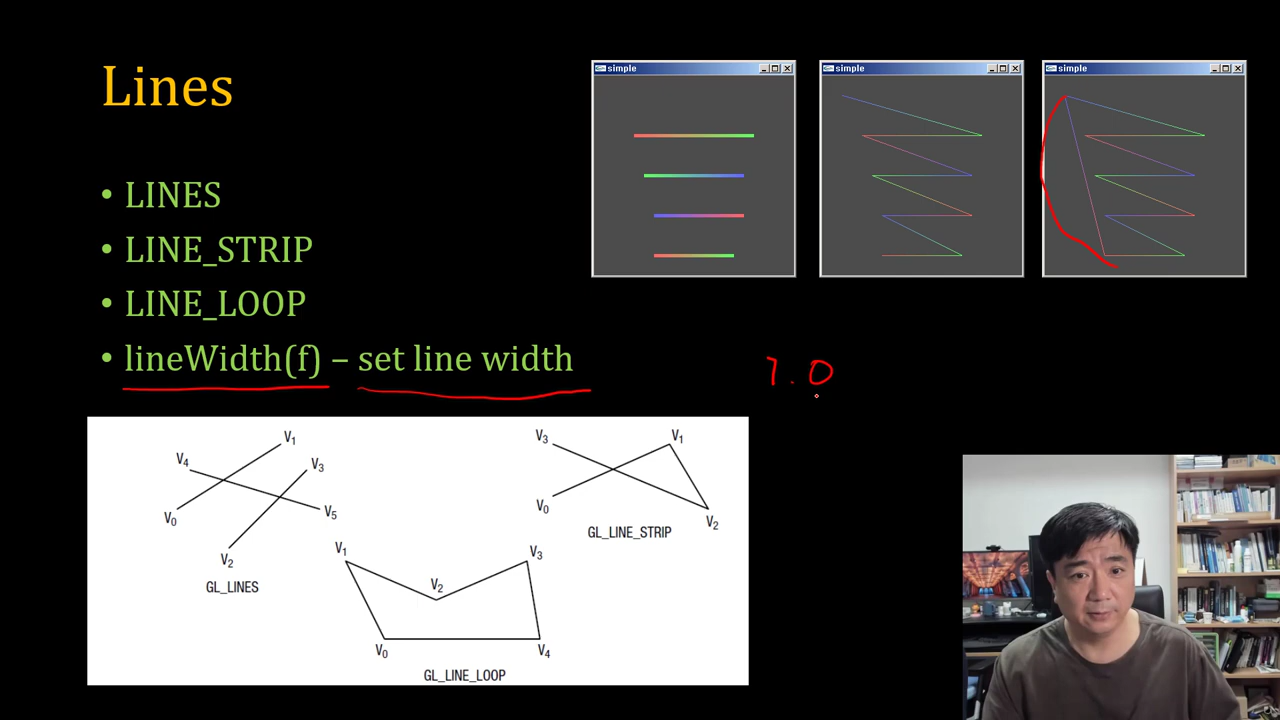 Lines
simple
simple
simple
• LINES
• LINE_STRIP
• LINE_LOOP
• lineWidth(f) – set line width
1.0
V4
V1
V3
V0
V5
V2
GL_LINES
V3
V1
V0
V2
GL_LINE_STRIP
V1
V3
V2
V0
V4
GL_LINE_LOOP